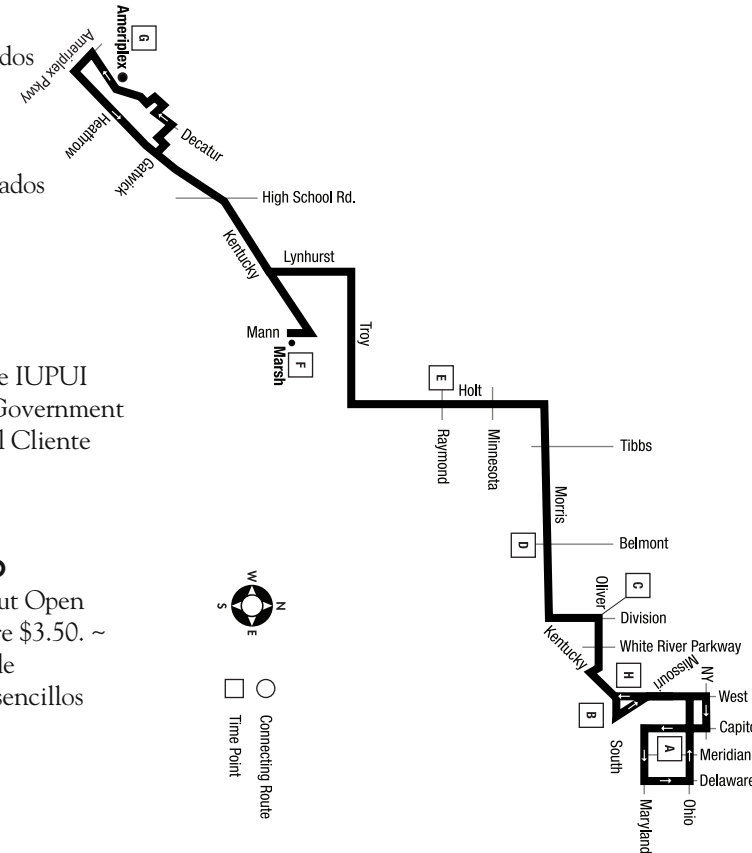 dos
ados
e IUPUI
Government
l Cliente
ut Open
re $3.50. ~
le
sencillos
Ameriplex
G
Ameriplex Pkwy
Heathrow
Gatwick
Decatur
High School Rd.
Kentucky
Lynhurst
Troy
Mann
Marsh
F
E
Holt
Raymond
Minnesota
Tibbs
Morris
D
Belmont
Oliver
C
Division
Kentucky
White River Parkway
Missouri
NY
H
West
B
South
Capito
A
Meridian
Delaware
Maryland
Ohio
W
N
S
E
Connecting Route
Time Point